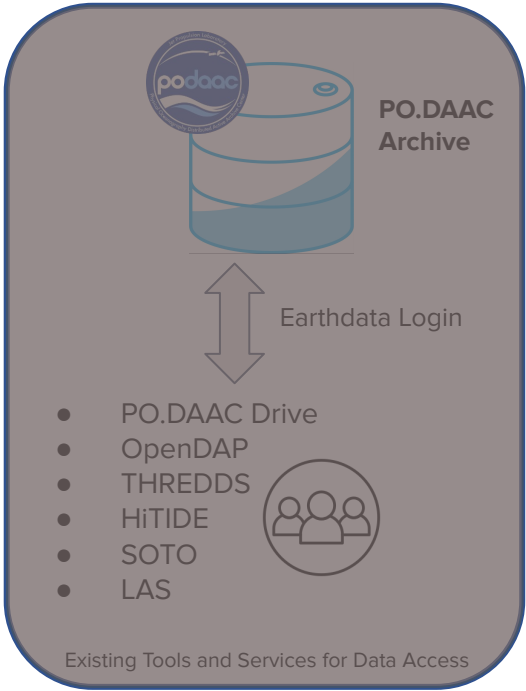 podaac
PO.DAAC
Archive
Earthdata Login
● PO.DAAC Drive
● OpenDAP
● THREDDS
● HiTIDE
● SOTO
● LAS
Existing Tools and Services for Data Access